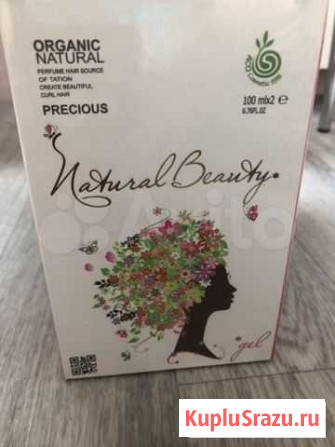 ORGANIC
NATURAL
PERFUME HAIR SOURCE
OF TATION
CREATE BEAUTIFUL
CURL HAIR
PRECIOUS
100 mlx2 e
6.76FL.OZ
Natural Beauty
gel
Avito
KupluSrazu.ru